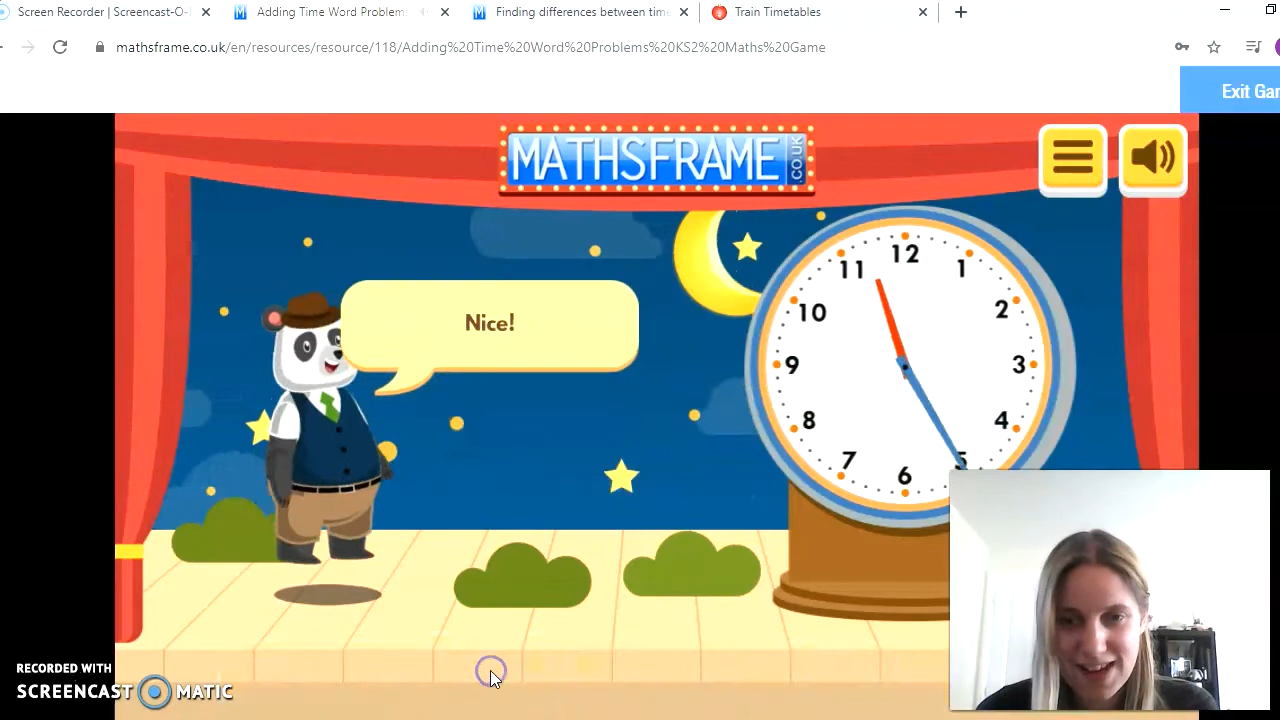 Screen Recorder | Screencast-O-
Adding Time Word Problem
Finding differences between time
Train Timetables
mathsframe.co.uk/en/resources/resource/118/Adding%20Time%20Word%20Problems%20KS2%20Maths%20Game
Exit Gar
MATHSFRAME .CO.UK
Nice!
12
11 1
10 2
9 3
8 4
7 5
6
RECORDED WITH
SCREENCAST MATIC